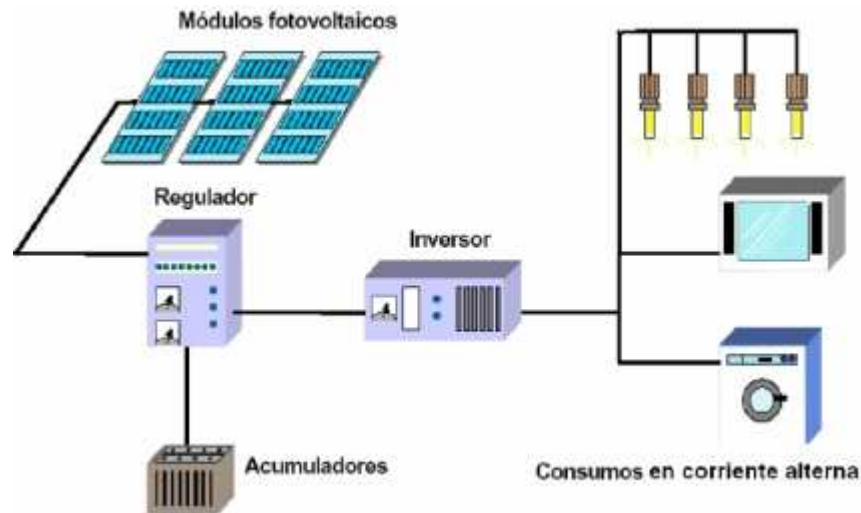 Módulos fotovoltaicos
Regulador
Inversor
Acumuladores
Consumos en corriente alterna